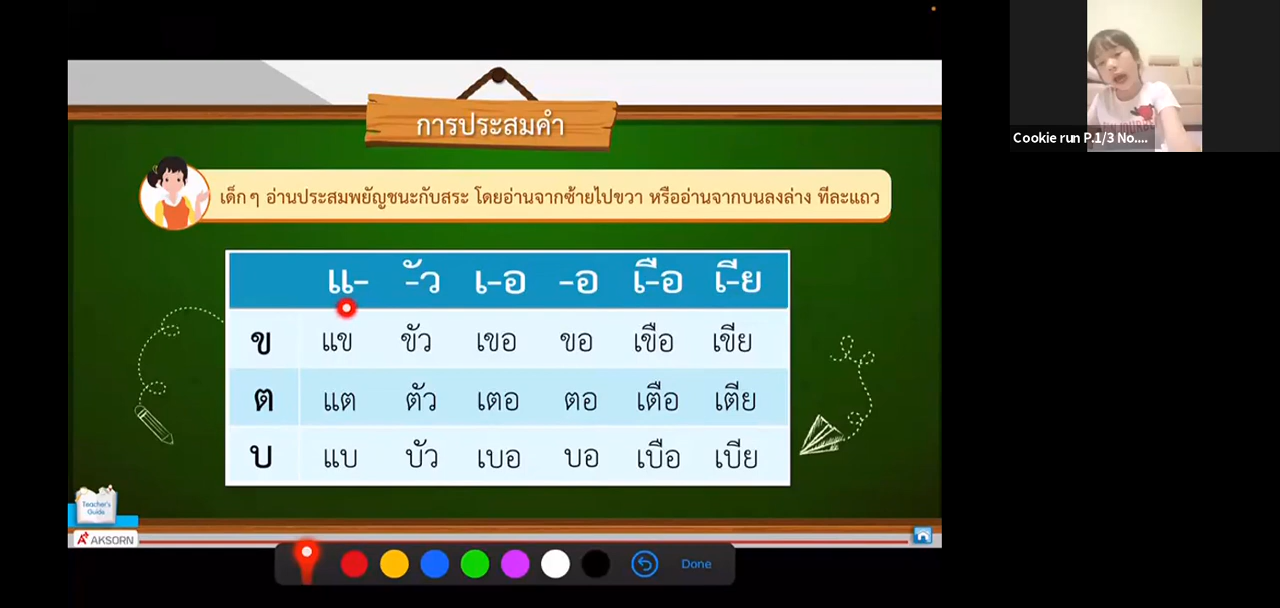 การประสมคำ
เด็ก ๆ อ่านประสมพยัญชนะกับสระ โดยอ่านจากซ้ายไปขวา หรืออ่านจากบนลงล่าง ทีละแถว
แ- -ัว เ-อ -อ เ-ือ เ-ีย
ข แข ขัว เขอ ขอ เขือ เขีย
ต แต ตัว เตอ ตอ เตือ เตีย
บ แบ บัว เบอ บอ เบือ เบีย
Teacher's
Guide
AKSORN
Done
Cookie run P.1/3 No....